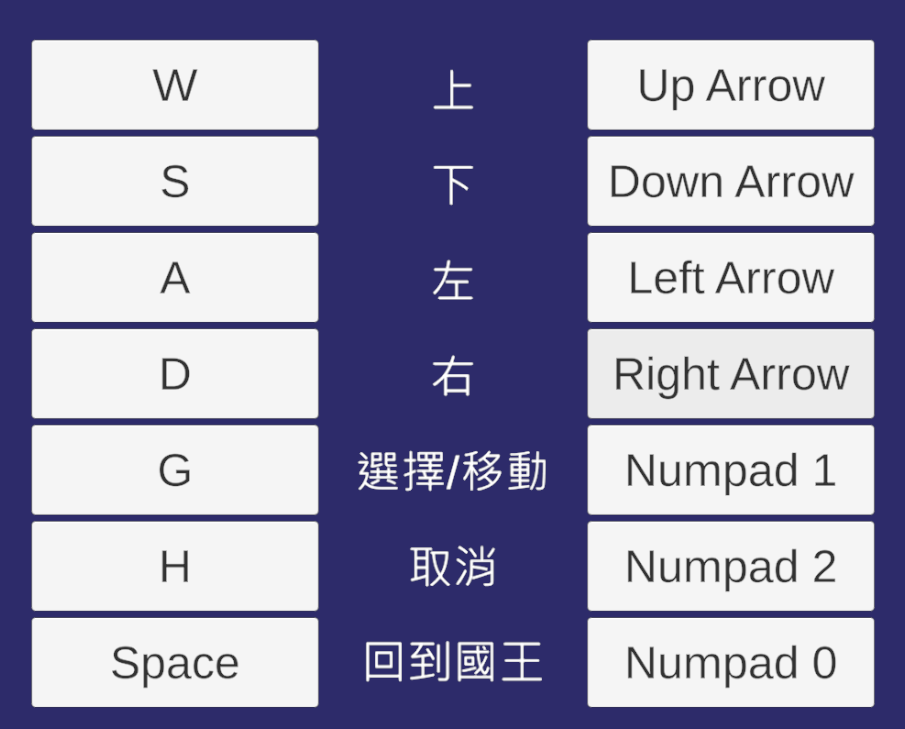 W 上 Up Arrow
S 下 Down Arrow
A 左 Left Arrow
D 右 Right Arrow
G 選擇/移動 Numpad 1
H 取消 Numpad 2
Space 回到國王 Numpad 0